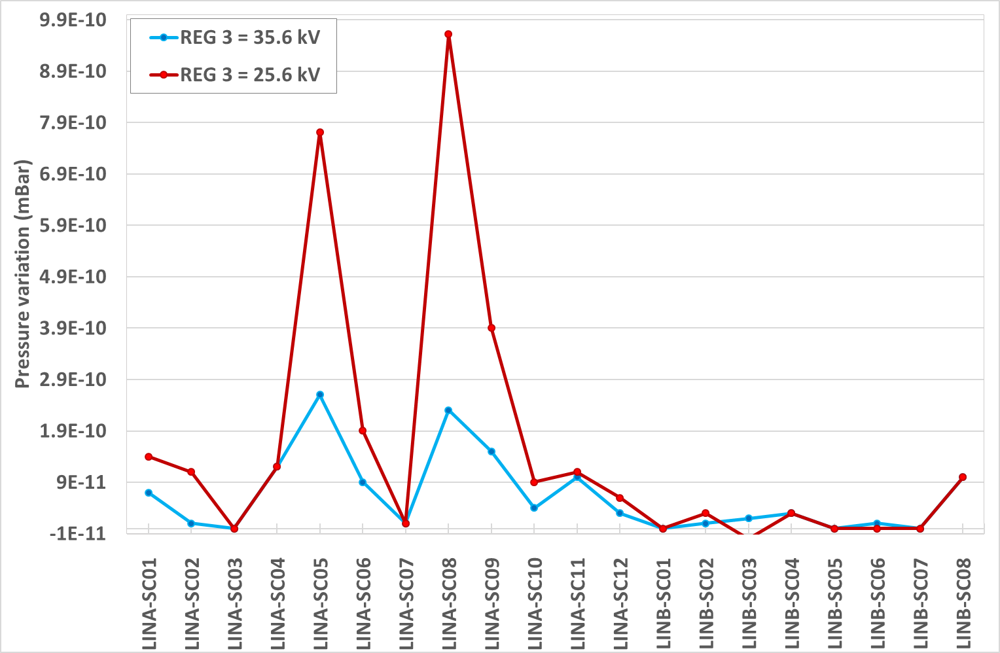 REG 3 = 35.6 kV
REG 3 = 25.6 kV
Pressure variation (mBar)
9.9E-10
8.9E-10
7.9E-10
6.9E-10
5.9E-10
4.9E-10
3.9E-10
2.9E-10
1.9E-10
9E-11
-1E-11
LINA-SC01
LINA-SC02
LINA-SC03
LINA-SC04
LINA-SC05
LINA-SC06
LINA-SC07
LINA-SC08
LINA-SC09
LINA-SC10
LINA-SC11
LINA-SC12
LINB-SC01
LINB-SC02
LINB-SC03
LINB-SC04
LINB-SC05
LINB-SC06
LINB-SC07
LINB-SC08